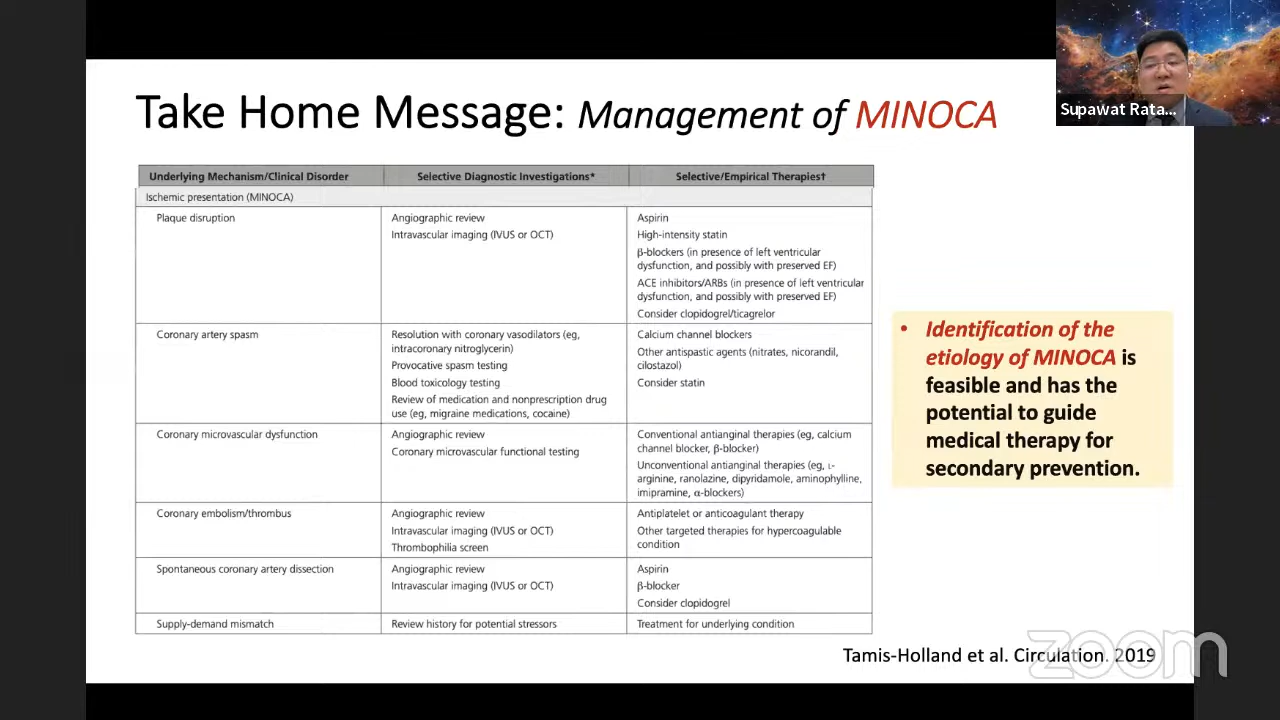 Supawat Rata...
Take Home Message: Management of MINOCA
Underlying Mechanism/Clinical Disorder
Selective Diagnostic Investigations*
Selective/Empirical Therapies†
Ischemic presentation (MINOCA)
Plaque disruption
Angiographic review
Intravascular imaging (IVUS or OCT)
Aspirin
High-intensity statin
β-blockers (in presence of left ventricular
dysfunction, and possibly with preserved EF)
ACE inhibitors/ARBs (in presence of left ventricular
dysfunction, and possibly with preserved EF)
Consider clopidogrel/ticagrelor
Coronary artery spasm
Resolution with coronary vasodilators (eg,
intracoronary nitroglycerin)
Provocative spasm testing
Blood toxicology testing
Review of medication and nonprescription drug
use (eg, migraine medications, cocaine)
Calcium channel blockers
Other antispastic agents (nitrates, nicorandil,
cilostazol)
Consider statin
Coronary microvascular dysfunction
Angiographic review
Coronary microvascular functional testing
Conventional antianginal therapies (eg, calcium
channel blocker, β-blocker)
Unconventional antianginal therapies (eg, L-
arginine, ranolazine, dipyridamole, aminophylline,
imipramine, α-blockers)
Coronary embolism/thrombus
Angiographic review
Intravascular imaging (IVUS or OCT)
Thrombophilia screen
Antiplatelet or anticoagulant therapy
Other targeted therapies for hypercoagulable
condition
Spontaneous coronary artery dissection
Angiographic review
Intravascular imaging (IVUS or OCT)
Aspirin
β-blocker
Consider clopidogrel
Supply-demand mismatch
Review history for potential stressors
Treatment for underlying condition
• Identification of the
etiology of MINOCA is
feasible and has the
potential to guide
medical therapy for
secondary prevention.
Tamis-Holland et al. Circulation. 2019
zoom